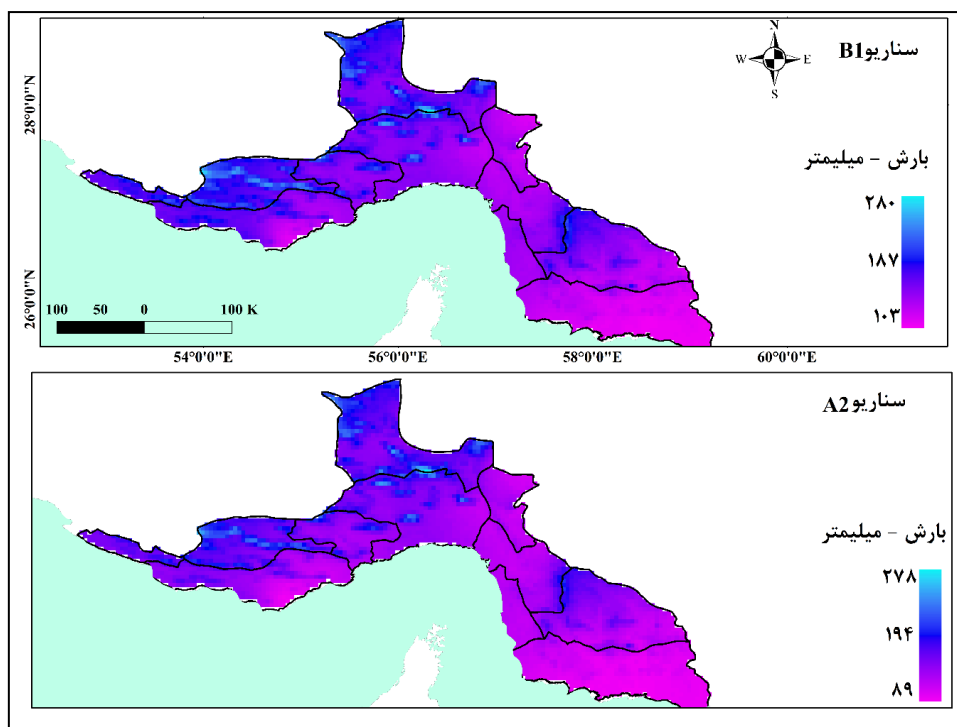 سناریوB1
N
W E
S
بارش - میلیمتر
۲۸۰
۱۸۷
۱۰۳
28°0'0"N
26°0'0"N
100 50 0 100 K
54°0'0"E 56°0'0"E 58°0'0"E 60°0'0"E
سناریوA2
بارش - میلیمتر
۲۷۸
۱۹۴
۸۹